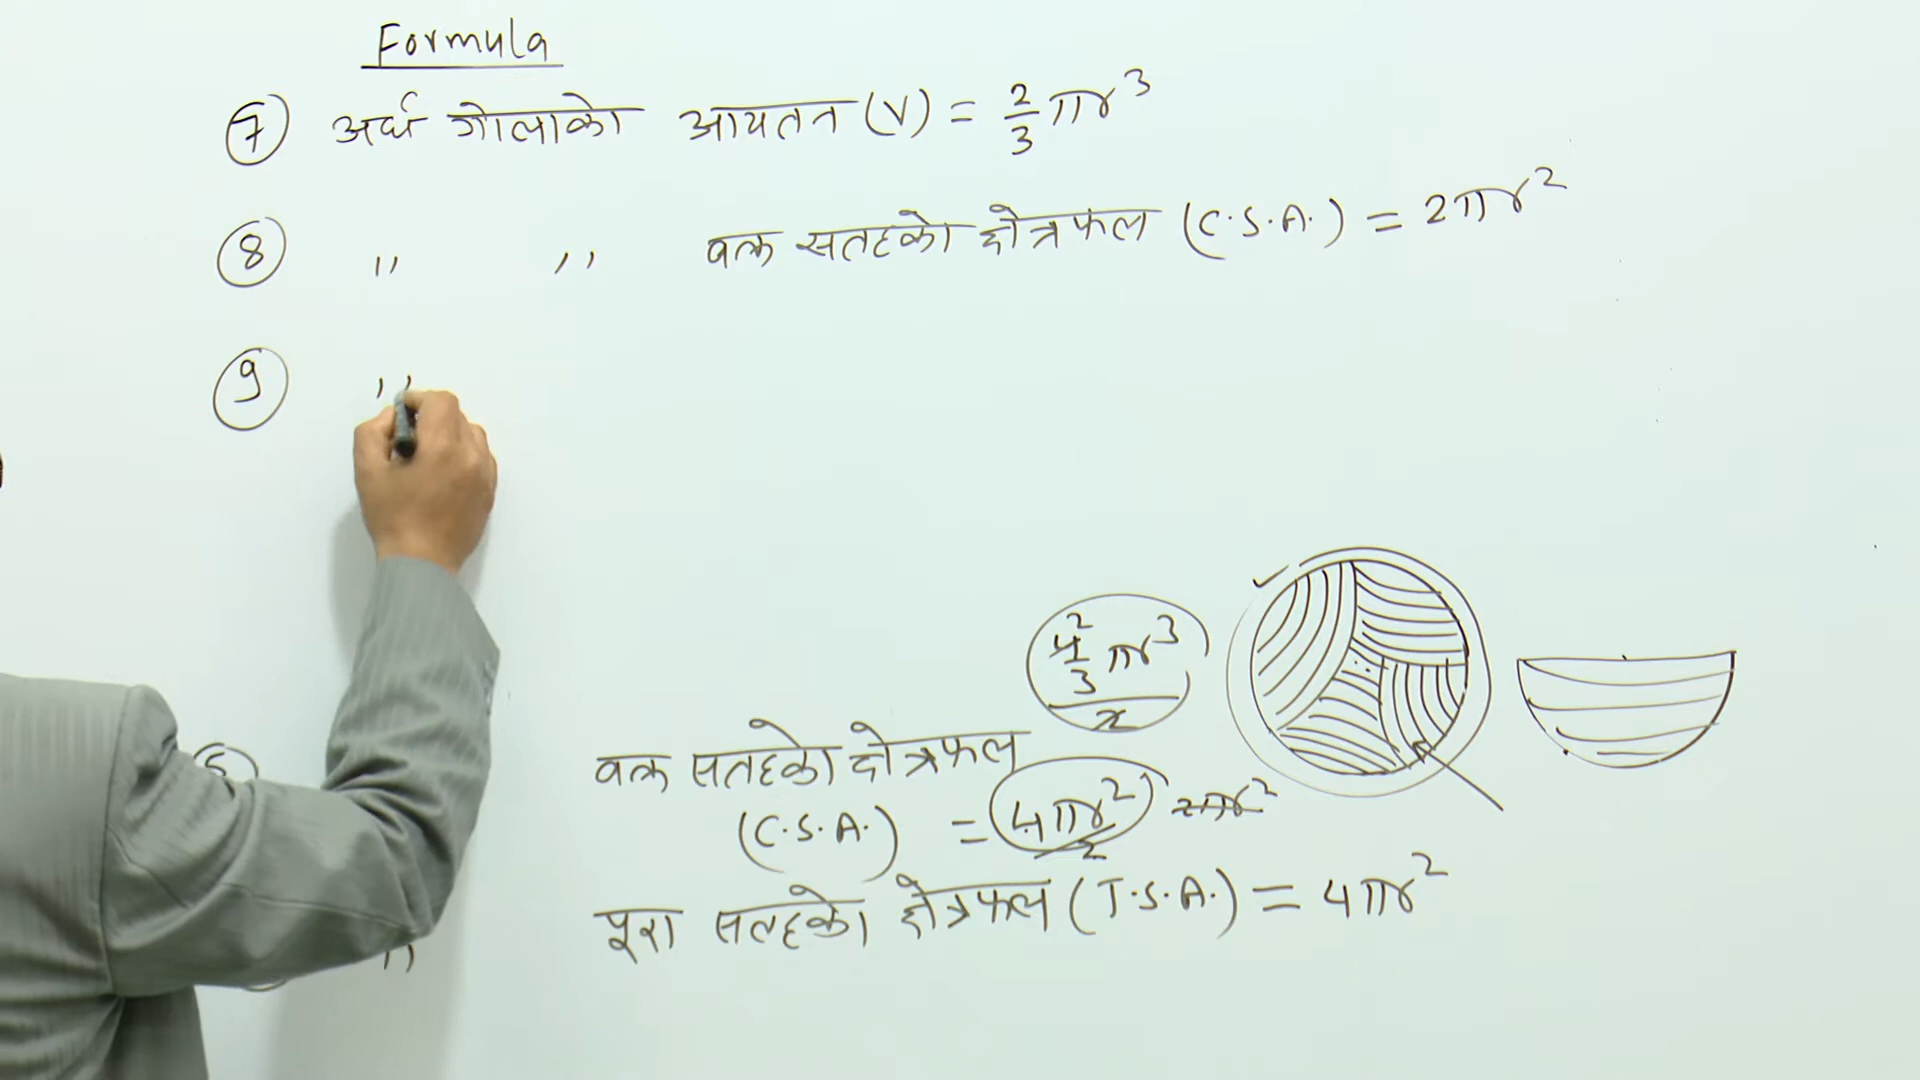 Formula
7 अर्ध गोलाको आयतन (V) = 2/3 πr³
8 " " वक्र सतहको क्षेत्रफल (C.S.A.) = 2πr²
9 "
4/3 πr³ / 2
2
वक्र सतहको क्षेत्रफल
(C.S.A.) = 4πr² / 2 2πr²
पूरा सतहको क्षेत्रफल (T.S.A.) = 4πr²
"